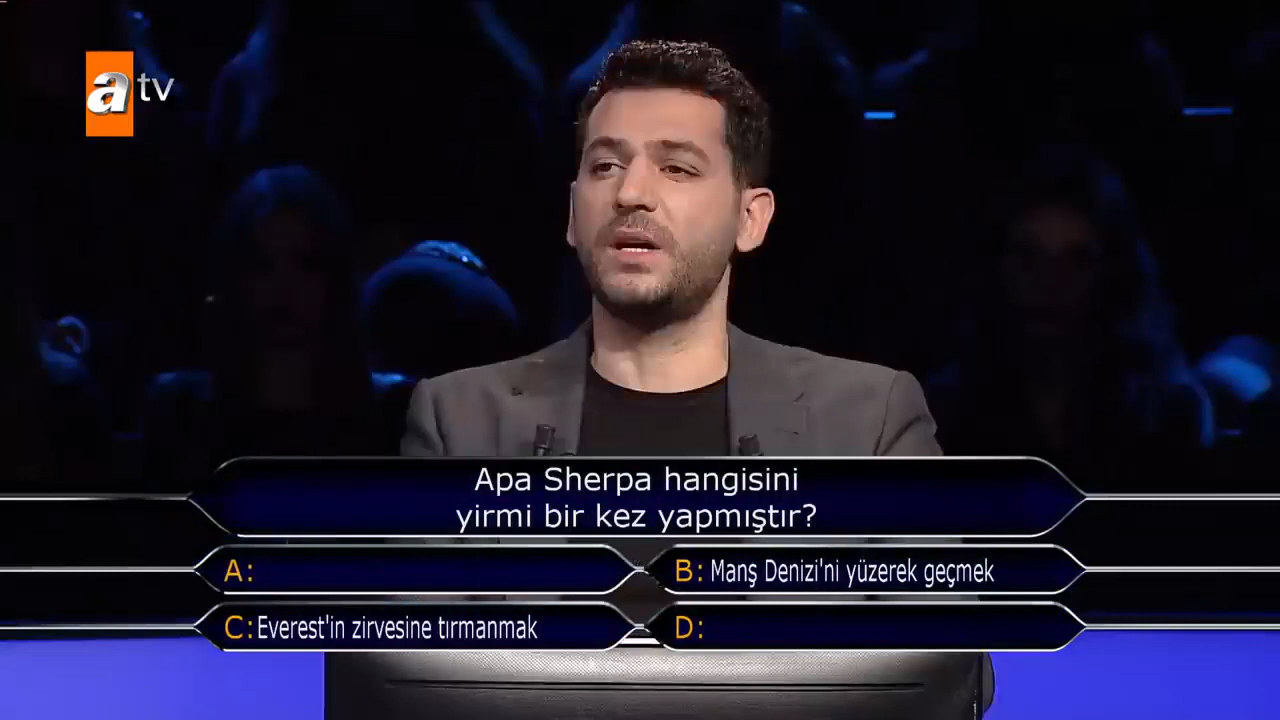 atv
Apa Sherpa hangisini
yirmi bir kez yapmıştır?
A:
B: Manş Denizi'ni yüzerek geçmek
C: Everest'in zirvesine tırmanmak
D: